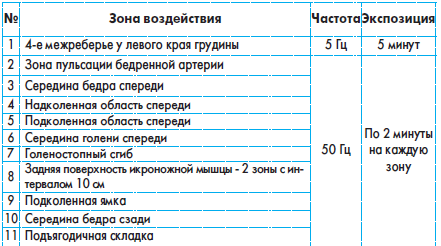 № Зона воздействия Частота Экспозиция
1 4-е межреберье у левого края грудины 5 Гц 5 минут
2 Зона пульсации бедренной артерии
3 Середина бедра спереди
4 Надколенная область спереди
5 Подколенная область спереди
6 Середина голени спереди
7 Голеностопный сгиб
8 Задняя поверхность икроножной мышцы - 2 зоны с ин-
тервалом 10 см
9 Подколенная ямка
10 Середина бедра сзади
11 Подъягодичная складка
50 Гц
По 2 минуты
на каждую
зону